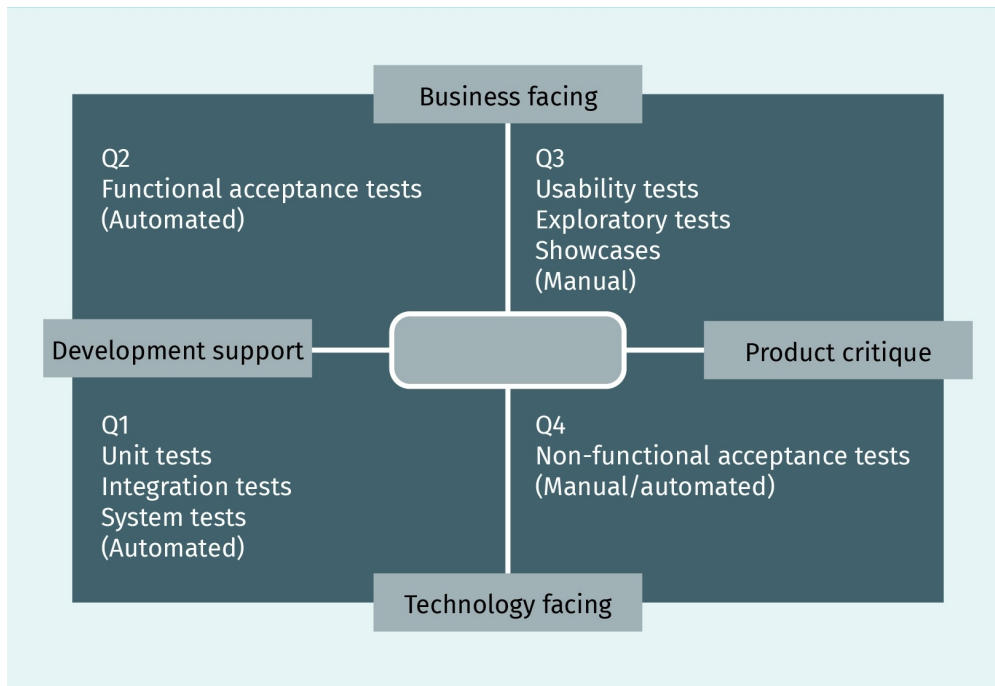 Business facing
Q2
Functional acceptance tests
(Automated)
Q3
Usability tests
Exploratory tests
Showcases
(Manual)
Development support
Product critique
Q1
Unit tests
Integration tests
System tests
(Automated)
Q4
Non-functional acceptance tests
(Manual/automated)
Technology facing